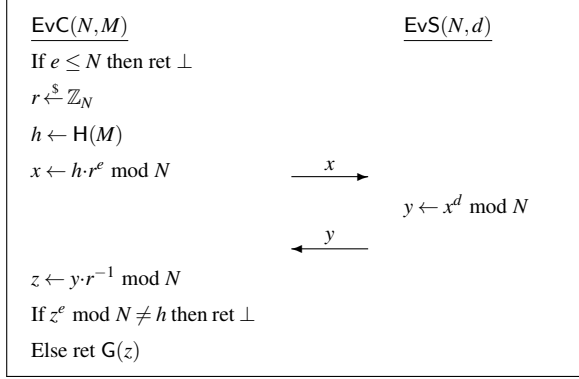 EvC(N,M) EvS(N,d)
If e ≤ N then ret ⊥
r ←$ ℤ_N
h ← H(M)
x ← h·r^e mod N
x
y ← x^d mod N
y
z ← y·r^−1 mod N
If z^e mod N ≠ h then ret ⊥
Else ret G(z)